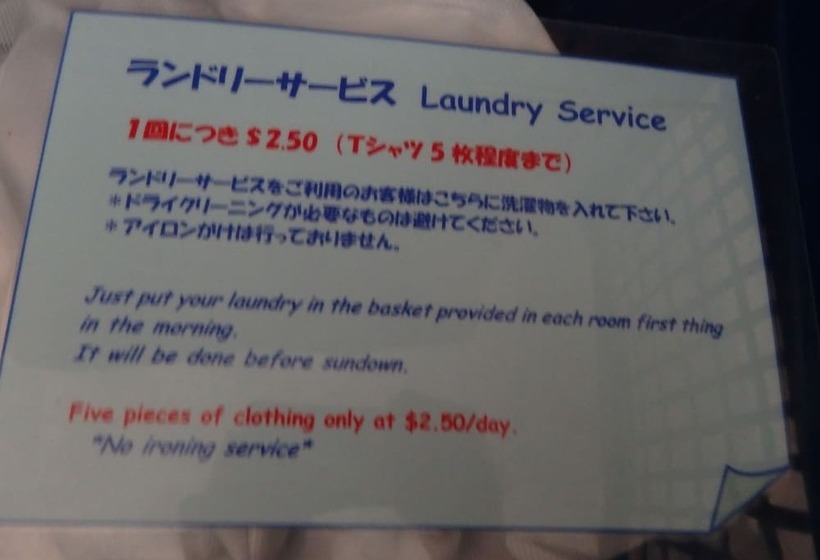 ランドリーサービス Laundry Service
1回につき$2.50 (Tシャツ5枚程度まで)
ランドリーサービスをご利用のお客様はこちらに洗濯物を入れて下さい。
*ドライクリーニングが必要なものは避けてください。
*アイロンがけは行っておりません。
Just put your laundry in the basket provided in each room first thing
in the morning.
It will be done before sundown.
Five pieces of clothing only at $2.50/day.
*No ironing service*